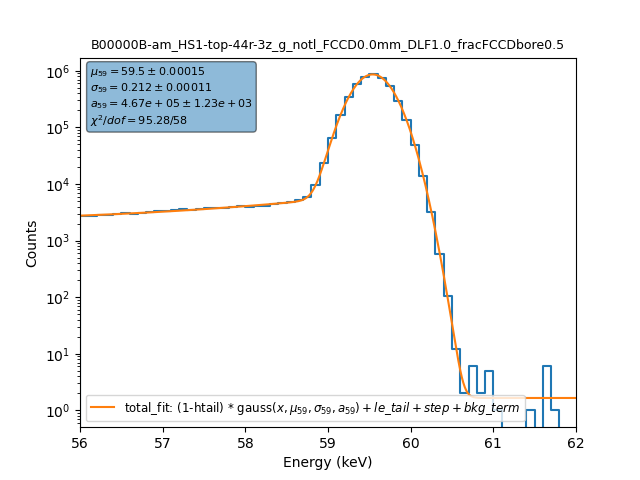 B00000B-am_HS1-top-44r-3z_g_notl_FCCD0.0mm_DLF1.0_fracFCCDbore0.5
μ₅₉ = 59.5 ± 0.00015
σ₅₉ = 0.212 ± 0.00011
a₅₉ = 4.67e + 05 ± 1.23e + 03
χ²/dof = 95.28/58
10⁶
10⁵
10⁴
10³
10²
10¹
10⁰
Counts
total_fit: (1-htail) * gauss(x, μ₅₉, σ₅₉, a₅₉) + le_tail + step + bkg_term
56 57 58 59 60 61 62
Energy (keV)